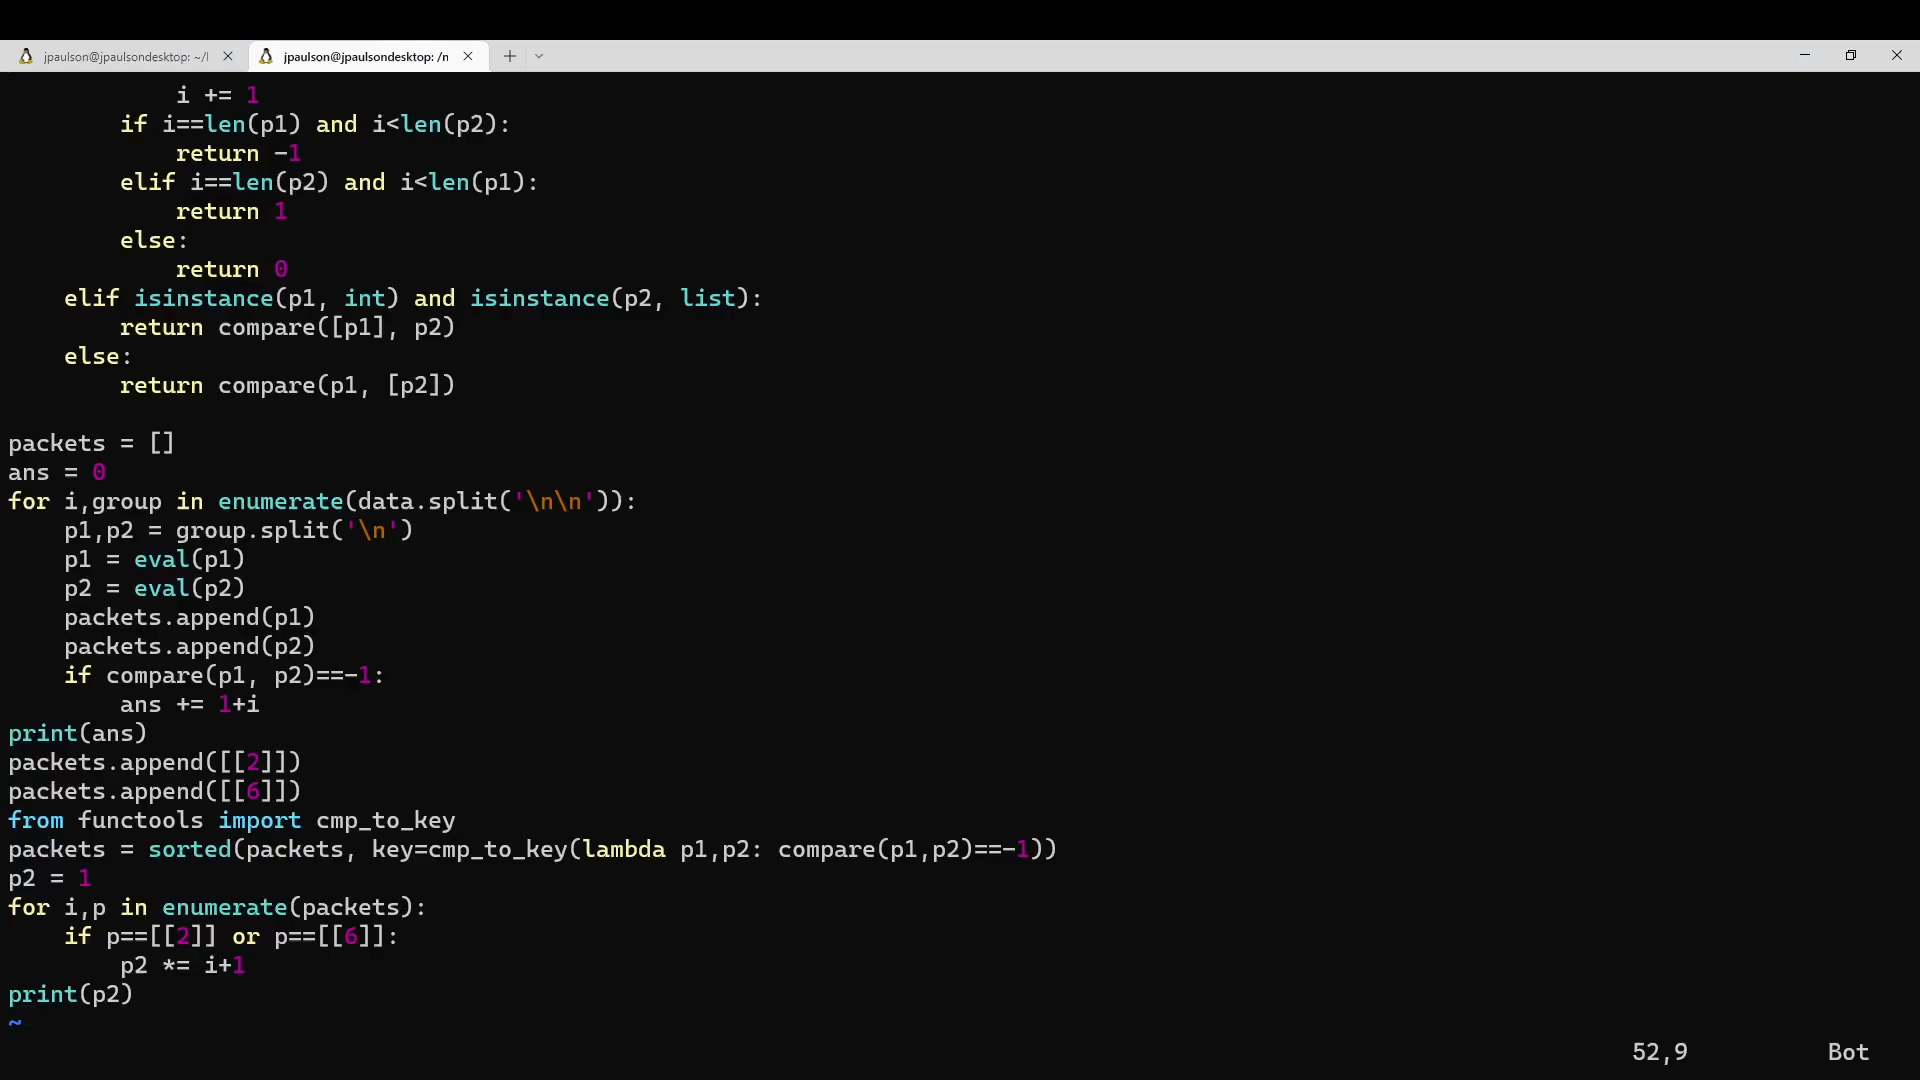 jpaulson@jpaulsondesktop: ~/l
jpaulson@jpaulsondesktop: /n
            i += 1
        if i==len(p1) and i<len(p2):
            return -1
        elif i==len(p2) and i<len(p1):
            return 1
        else:
            return 0
    elif isinstance(p1, int) and isinstance(p2, list):
        return compare([p1], p2)
    else:
        return compare(p1, [p2])

packets = []
ans = 0
for i,group in enumerate(data.split('\n\n')):
    p1,p2 = group.split('\n')
    p1 = eval(p1)
    p2 = eval(p2)
    packets.append(p1)
    packets.append(p2)
    if compare(p1, p2)==-1:
        ans += 1+i
print(ans)
packets.append([[2]])
packets.append([[6]])
from functools import cmp_to_key
packets = sorted(packets, key=cmp_to_key(lambda p1,p2: compare(p1,p2)==-1))
p2 = 1
for i,p in enumerate(packets):
    if p==[[2]] or p==[[6]]:
        p2 *= i+1
print(p2)
~
52,9 Bot